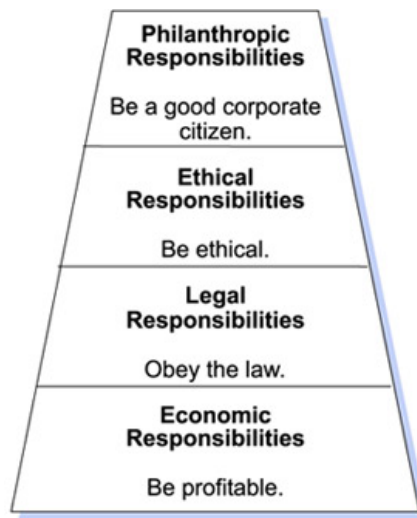 Philanthropic
Responsibilities
Be a good corporate
citizen.
Ethical
Responsibilities
Be ethical.
Legal
Responsibilities
Obey the law.
Economic
Responsibilities
Be profitable.